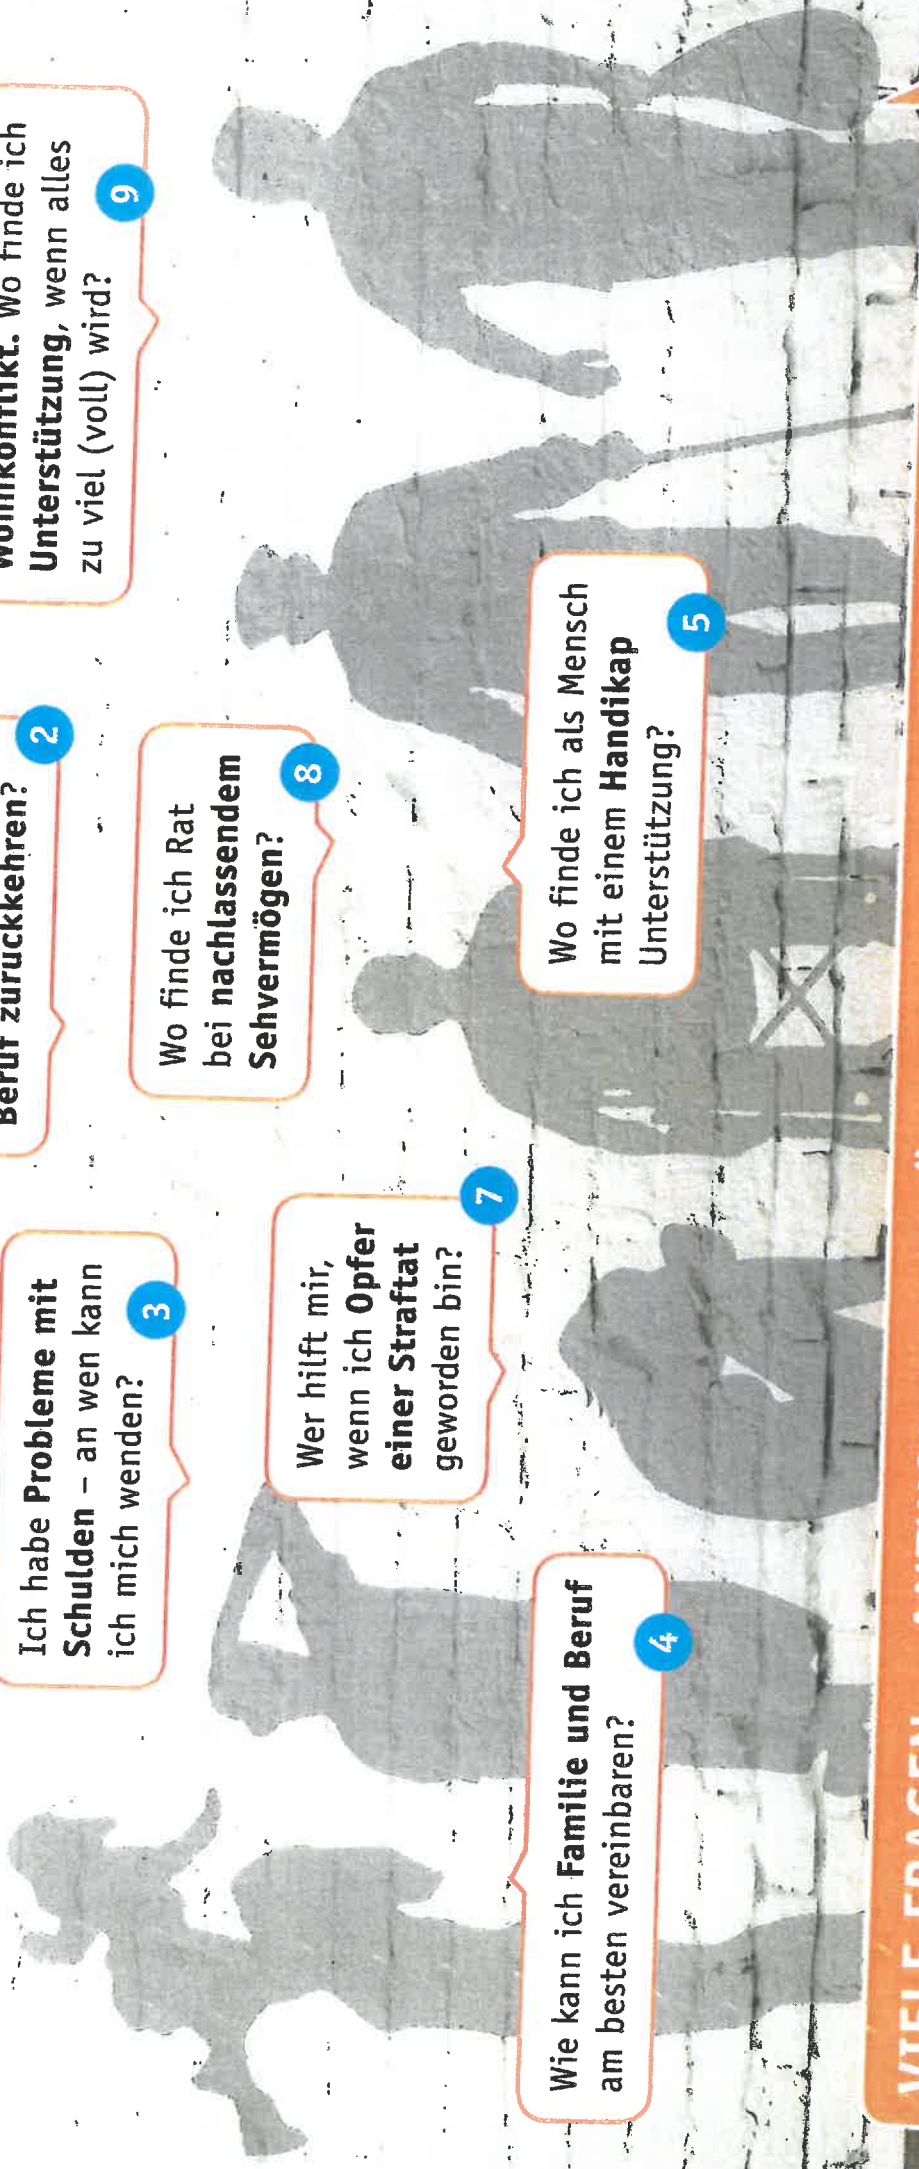 Ich habe Probleme mit
Schulden – an wen kann
ich mich wenden?
3
Beruf zurückkehren?
2
Wo finde ich
Unterstützung, wenn alles
zu viel (voll) wird?
9
Wo finde ich Rat
bei nachlassendem
Sehvermögen?
8
Wer hilft mir,
wenn ich Opfer
einer Straftat
geworden bin?
7
Wie kann ich Familie und Beruf
am besten vereinbaren?
4
Wo finde ich als Mensch
mit einem Handikap
Unterstützung?
5
VIELE FRAGEN